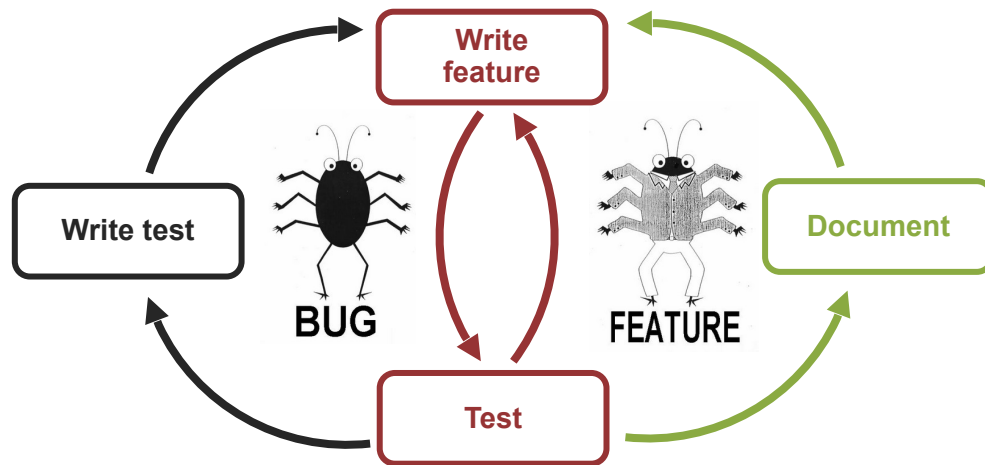 Write
feature
Write test
Document
BUG
FEATURE
Test